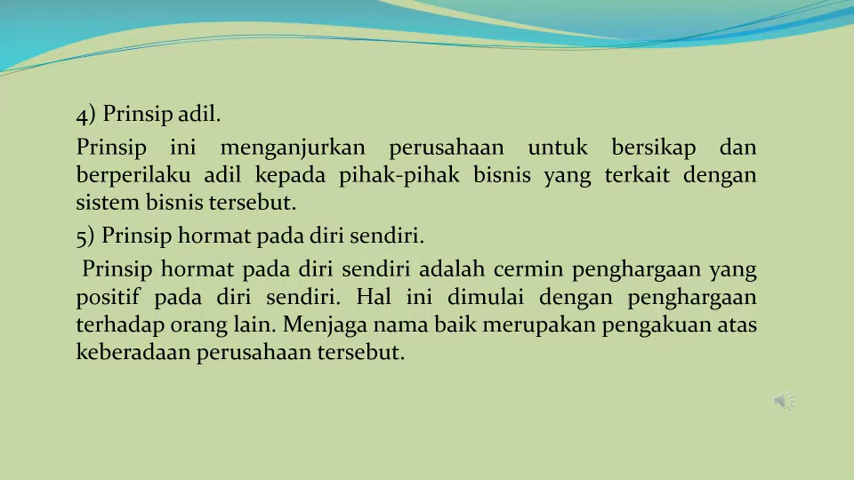 4) Prinsip adil.
Prinsip ini menganjurkan perusahaan untuk bersikap dan
berperilaku adil kepada pihak-pihak bisnis yang terkait dengan
sistem bisnis tersebut.
5) Prinsip hormat pada diri sendiri.
Prinsip hormat pada diri sendiri adalah cermin penghargaan yang
positif pada diri sendiri. Hal ini dimulai dengan penghargaan
terhadap orang lain. Menjaga nama baik merupakan pengakuan atas
keberadaan perusahaan tersebut.